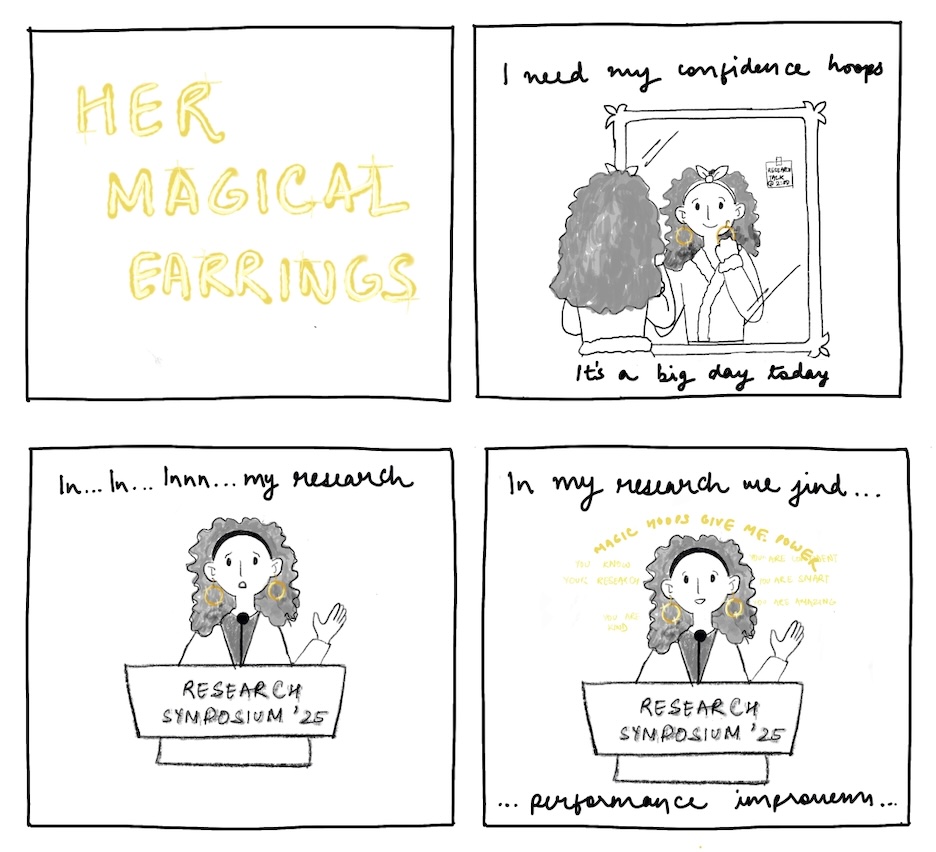 HER
MAGICAL
EARRINGS
I need my confidence hoops
RESEARCH
TALK
@ 2:00
It's a big day today
In... In... Innn... my research
RESEARCH
SYMPOSIUM '25
In my research we find...
MAGIC HOOPS GIVE ME POWER
YOU KNOW
YOUR RESEARCH
YOU ARE
KIND
YOU ARE
YOU ARE SMART
YOU ARE AMAZING
RESEARCH
SYMPOSIUM '25
... performance improvem...